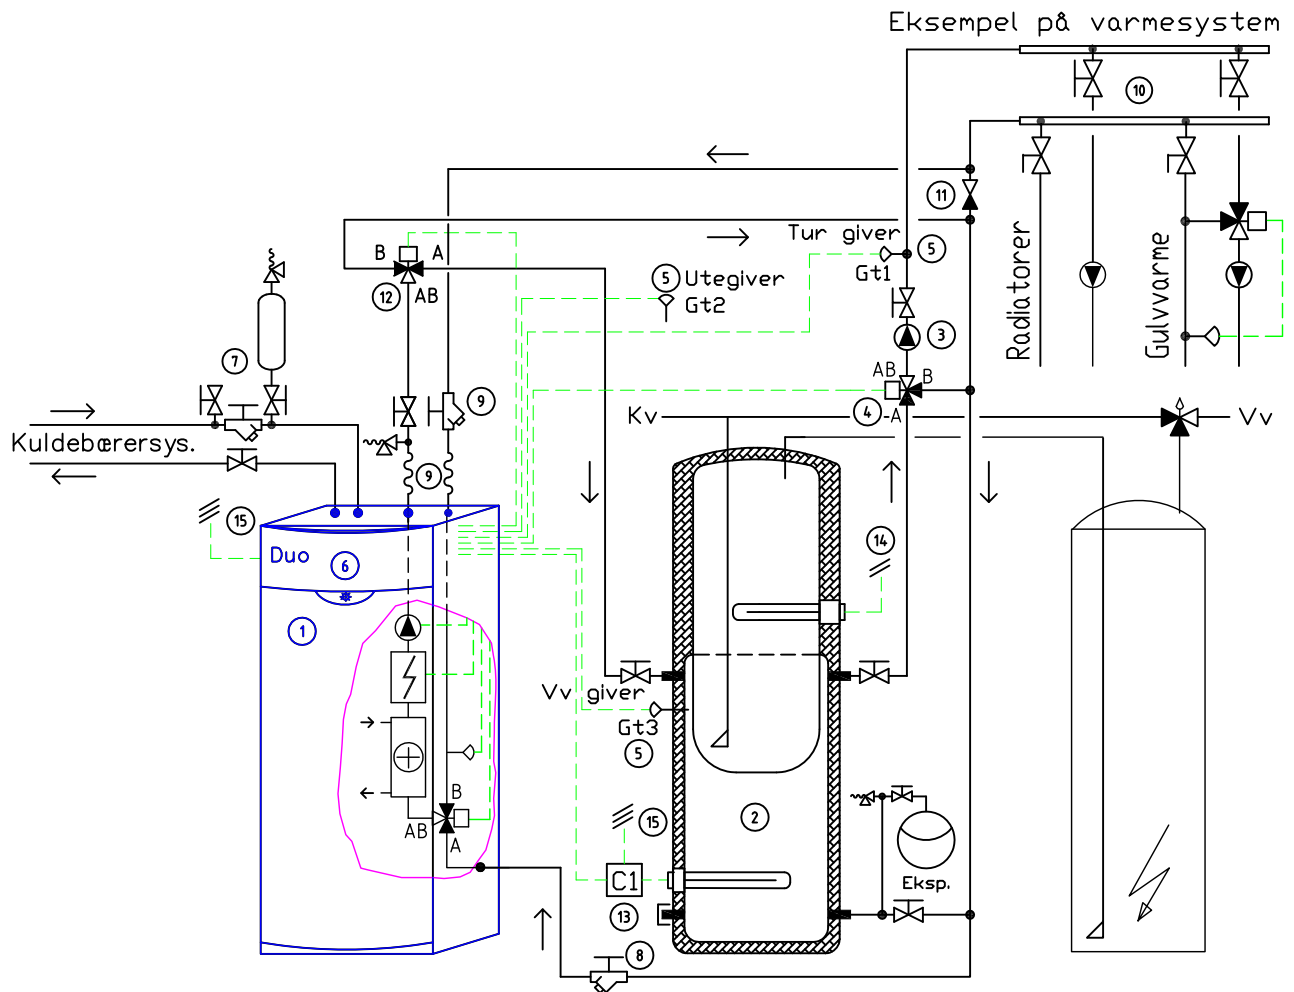 Eksempel på varmesystem
10
11
Tur giver
5
Gt1
B
A
5
Utegiver
Gt2
12
AB
Radiatorer
Gulvvarme
3
7
AB
B
9
Kv
4
-A
Vv
Kuldebærersys.
9
15
14
Duo
6
1
Vv giver
Gt3
5
B
AB
A
15
2
C1
Eksp.
13
8